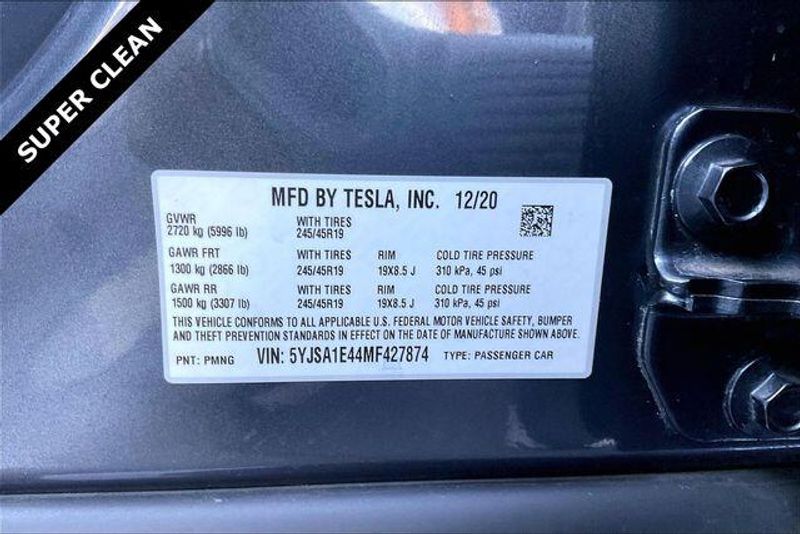 SUPER CLEAN
MFD BY TESLA, INC. 12/20
GVWR WITH TIRES
2720 kg (5996 lb) 245/45R19
GAWR FRT WITH TIRES RIM COLD TIRE PRESSURE
1300 kg (2866 lb) 245/45R19 19X8.5 J 310 kPa, 45 psi
GAWR RR WITH TIRES RIM COLD TIRE PRESSURE
1500 kg (3307 lb) 245/45R19 19X8.5 J 310 kPa, 45 psi
THIS VEHICLE CONFORMS TO ALL APPLICABLE U.S. FEDERAL MOTOR VEHICLE SAFETY, BUMPER
AND THEFT PREVENTION STANDARDS IN EFFECT ON THE DATE OF MANUFACTURE SHOWN ABOVE.
PNT: PMNG VIN: 5YJSA1E44MF427874 TYPE: PASSENGER CAR